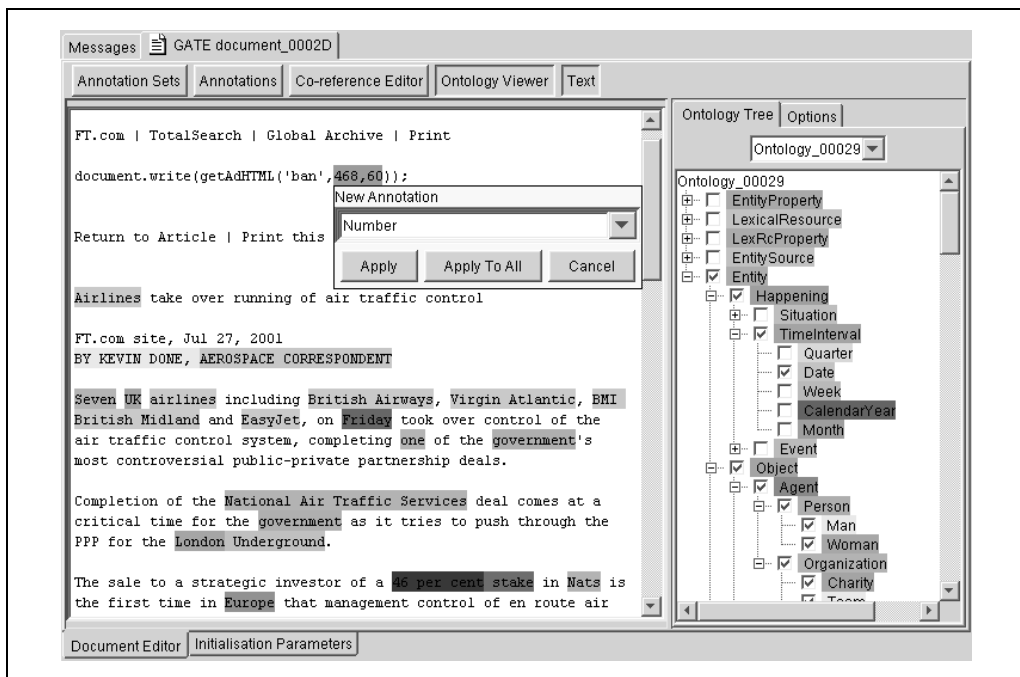 Messages GATE document_0002D
Annotation Sets Annotations Co-reference Editor Ontology Viewer Text
FT.com | TotalSearch | Global Archive | Print
document.write(getAdHTML('ban',468,60));
New Annotation
Number
Return to Article | Print this
Apply Apply To All Cancel
Airlines take over running of air traffic control
FT.com site, Jul 27, 2001
BY KEVIN DONE, AEROSPACE CORRESPONDENT
Seven UK airlines including British Airways, Virgin Atlantic, BMI
British Midland and EasyJet, on Friday took over control of the
air traffic control system, completing one of the government's
most controversial public-private partnership deals.
Completion of the National Air Traffic Services deal comes at a
critical time for the government as it tries to push through the
PPP for the London Underground.
The sale to a strategic investor of a 46 per cent stake in Nats is
the first time in Europe that management control of en route air
Ontology Tree Options
Ontology_00029
Ontology_00029
EntityProperty
LexicalResource
LexRcProperty
EntitySource
Entity
Happening
Situation
TimeInterval
Quarter
Date
Week
CalendarYear
Month
Event
Object
Agent
Person
Man
Woman
Organization
Charity
Team
Document Editor Initialisation Parameters